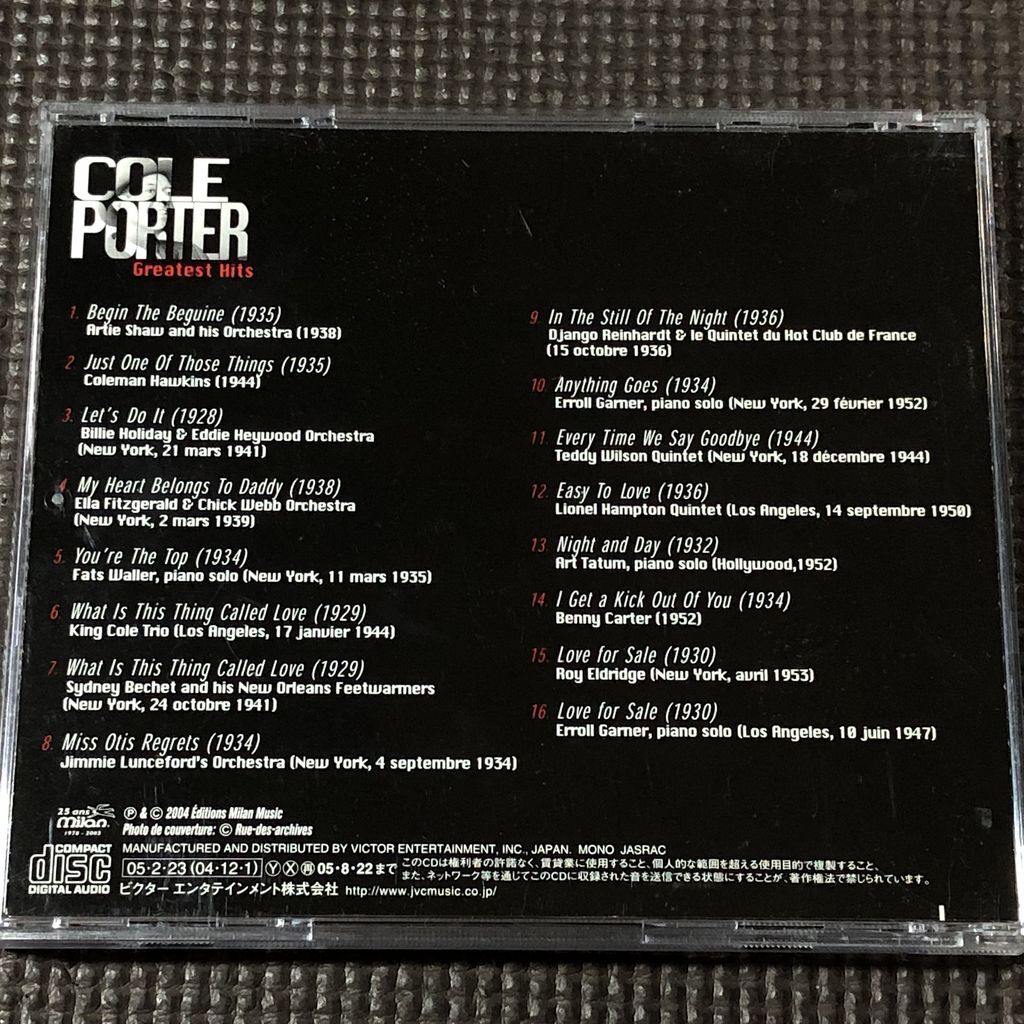 COLE
PORTER
Greatest Hits
1. Begin The Beguine (1935)
Artie Shaw and his Orchestra (1938)
2 Just One Of Those Things (1935)
Coleman Hawkins (1944)
3. Let's Do It (1928)
Billie Holiday & Eddie Heywood Orchestra
(New York, 21 mars 1941)
4 My Heart Belongs To Daddy (1938)
Ella Fitzgerald & Chick Webb Orchestra
(New York, 2 mars 1939)
5. You're The Top (1934)
Fats Waller, piano solo (New York, 11 mars 1935)
6. What Is This Thing Called Love (1929)
King Cole Trio (Los Angeles, 17 janvier 1944)
7. What Is This Thing Called Love (1929)
Sydney Bechet and his New Orleans Feetwarmers
(New York, 24 octobre 1941)
8. Miss Otis Regrets (1934)
Jimmie Lunceford's Orchestra (New York, 4 septembre 1934)
9. In The Still Of The Night (1936)
Django Reinhardt & le Quintet du Hot Club de France
(15 octobre 1936)
10 Anything Goes (1934)
Erroll Garner, piano solo (New York, 29 février 1952)
11. Every Time We Say Goodbye (1944)
Teddy Wilson Quintet (New York, 18 décembre 1944)
12. Easy To Love (1936)
Lionel Hampton Quintet (Los Angeles, 14 septembre 1950)
13. Night and Day (1932)
Art Tatum, piano solo (Hollywood,1952)
14. I Get a Kick Out Of You (1934)
Benny Carter (1952)
15. Love for Sale (1930)
Roy Eldridge (New York, avril 1953)
16 Love for Sale (1930)
Erroll Garner, piano solo (Los Angeles, 10 juin 1947)
25 ans
milan
1978 - 2003
Ⓟ & © 2004 Éditions Milan Music
Photo de couverture: © Rue-des-archives
COMPACT
disc
DIGITAL AUDIO
MANUFACTURED AND DISTRIBUTED BY VICTOR ENTERTAINMENT, INC., JAPAN. MONO JASRAC
05・2・23 (04・12・1) Ⓨ Ⓧ ㊢ 05・8・22まで
このCDは権利者の許諾なく、賃貸業に使用すること、個人的な範囲を超える使用目的で複製すること、
また、ネットワーク等を通じてこのCDに収録された音を送信できる状態にすることが、著作権法で禁じられています。
ビクター エンタテインメント株式会社 http://www.jvcmusic.co.jp/